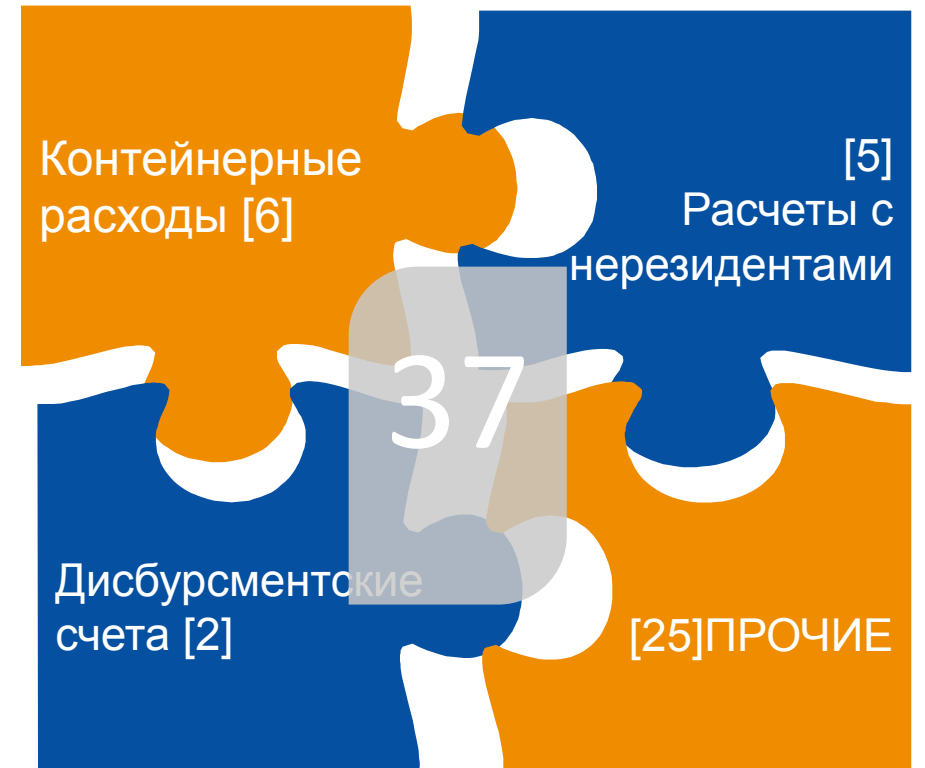 Контейнерные
расходы [6]
[5]
Расчеты с
нерезидентами
37
Дисбурсментские
счета [2]
[25]ПРОЧИЕ